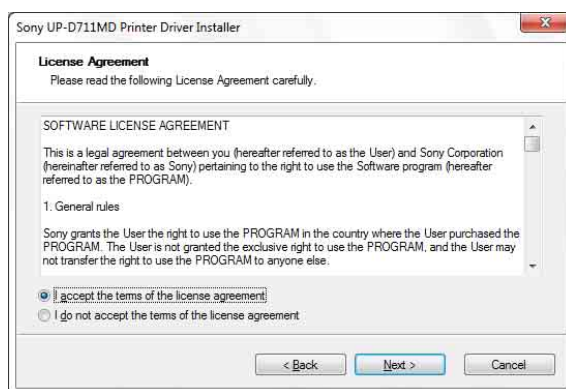 Sony UP-D711MD Printer Driver Installer
License Agreement
Please read the following License Agreement carefully.
SOFTWARE LICENSE AGREEMENT
This is a legal agreement between you (hereafter referred to as the User) and Sony Corporation
(hereinafter referred to as Sony) pertaining to the right to use the Software program (hereafter
referred to as the PROGRAM).
1. General rules
Sony grants the User the right to use the PROGRAM in the country where the User purchased the
PROGRAM. The User is not granted the exclusive right to use the PROGRAM, and the User may
not transfer the right to use the PROGRAM to anyone else.
I accept the terms of the license agreement
I do not accept the terms of the license agreement
< Back Next > Cancel